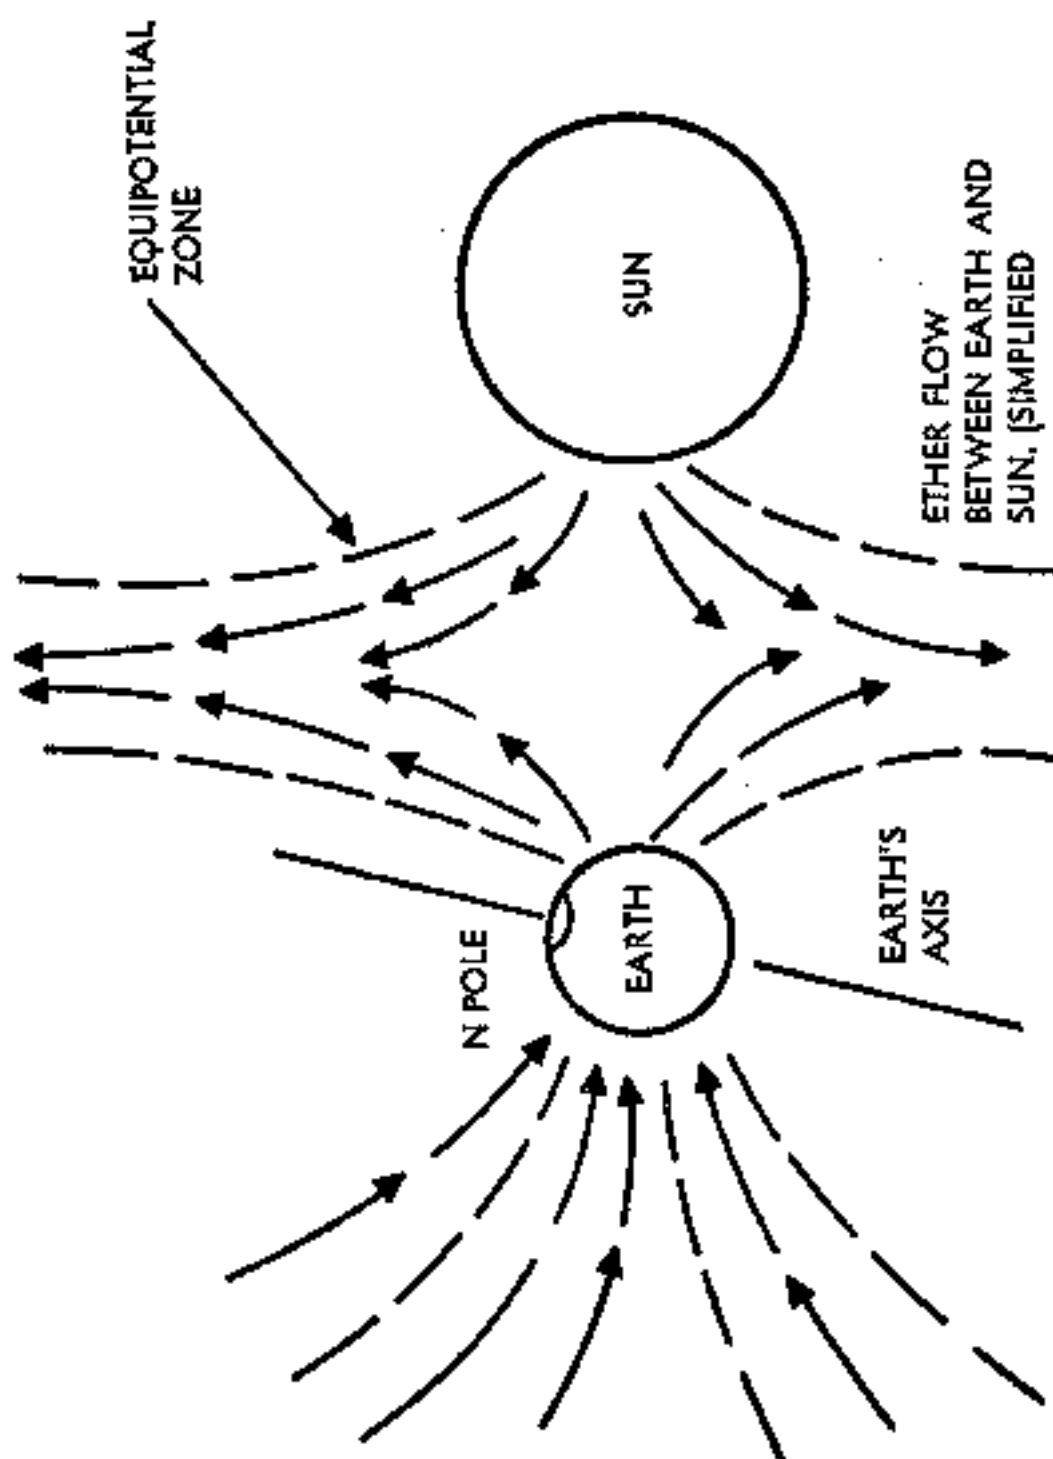 EQUIPOTENTIAL
ZONE
SUN
N POLE
EARTH
EARTH'S
AXIS
ETHER FLOW
BETWEEN EARTH AND
SUN. (SIMPLIFIED